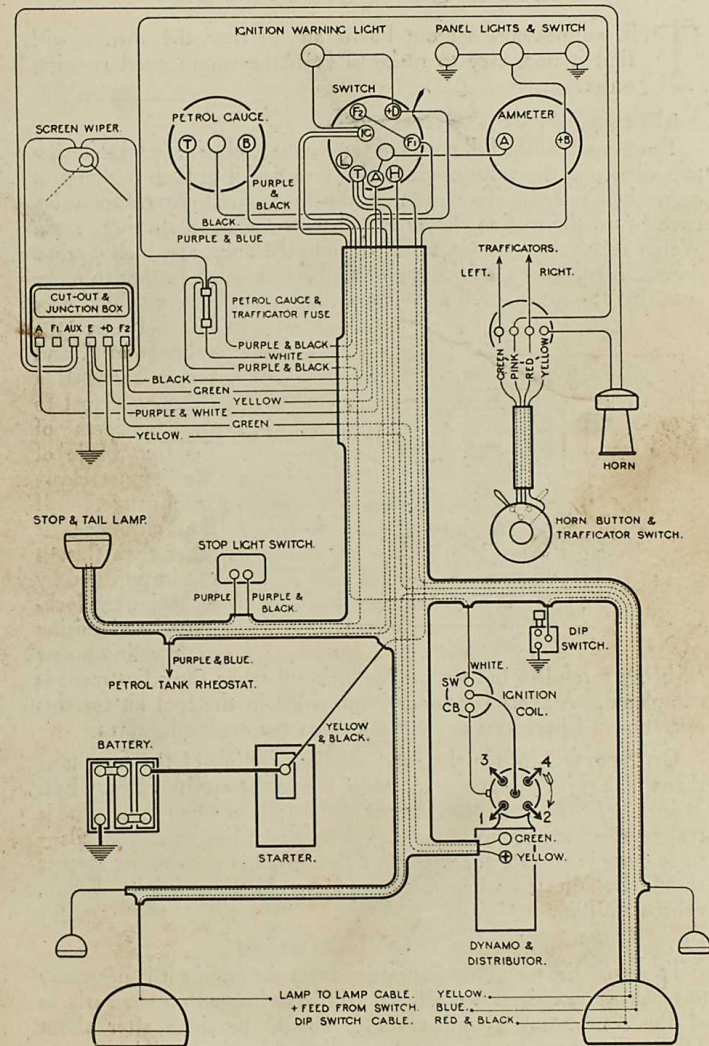 IGNITION WARNING LIGHT
PANEL LIGHTS & SWITCH
SWITCH
PETROL GAUGE.
AMMETER
SCREEN WIPER.
F2
+D
IG
F1
L
T
A
H
T
B
A
+B
PURPLE
&
BLACK
BLACK.
PURPLE & BLUE
TRAFFICATORS.
LEFT.
RIGHT.
CUT-OUT &
JUNCTION BOX
A F1 AUX E +D F2
PETROL GAUGE &
TRAFFICATOR FUSE
GREEN
PINK
RED
YELLOW
PURPLE & BLACK
WHITE
PURPLE & BLACK
BLACK
GREEN
YELLOW
PURPLE & WHITE
GREEN
YELLOW.
HORN
HORN BUTTON &
TRAFFICATOR SWITCH.
STOP & TAIL LAMP.
STOP LIGHT SWITCH.
PURPLE
PURPLE &
BLACK.
DIP
SWITCH.
PURPLE & BLUE.
PETROL TANK RHEOSTAT.
WHITE.
SW
CB
IGNITION
COIL.
YELLOW
& BLACK.
BATTERY.
3
4
1
2
STARTER.
GREEN.
+ YELLOW.
DYNAMO &
DISTRIBUTOR.
LAMP TO LAMP CABLE. YELLOW.
+ FEED FROM SWITCH. BLUE.
DIP SWITCH CABLE. RED & BLACK.